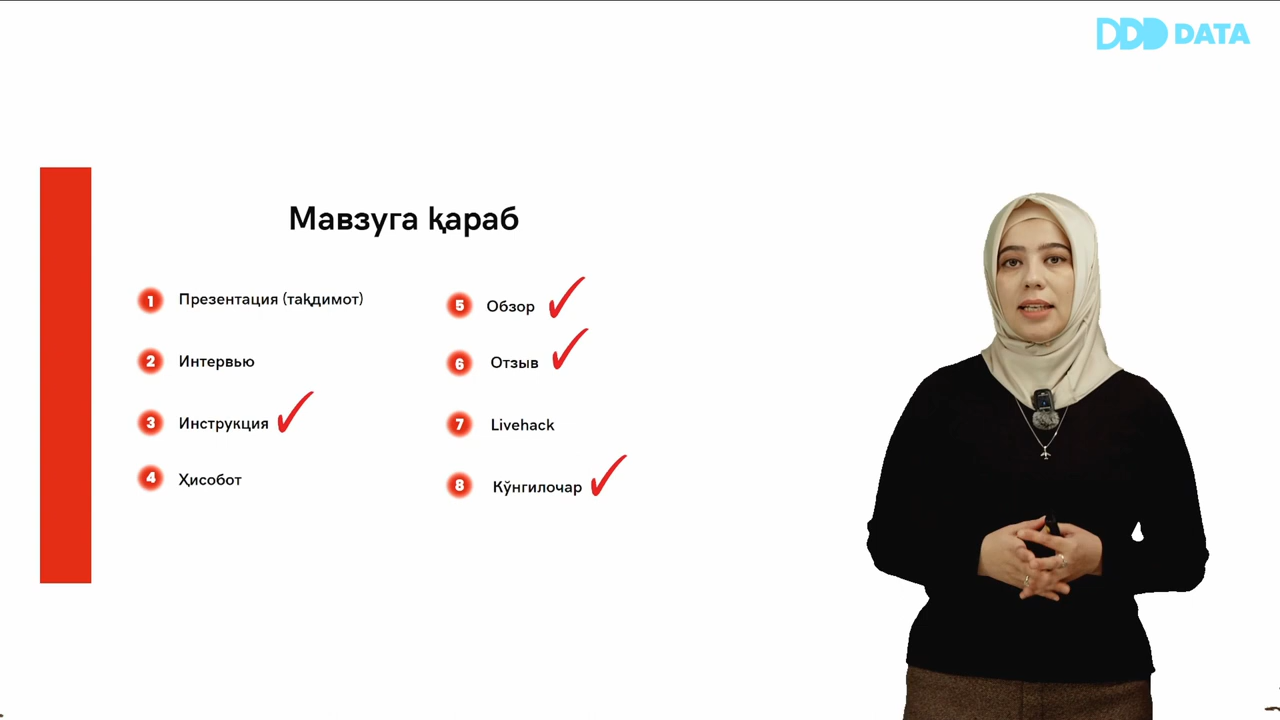 DDD DATA
Мавзуга қараб
1 Презентация (тақдимот)
2 Интервью
3 Инструкция
4 Ҳисобот
5 Обзор
6 Отзыв
7 Livehack
8 Кўнгилочар